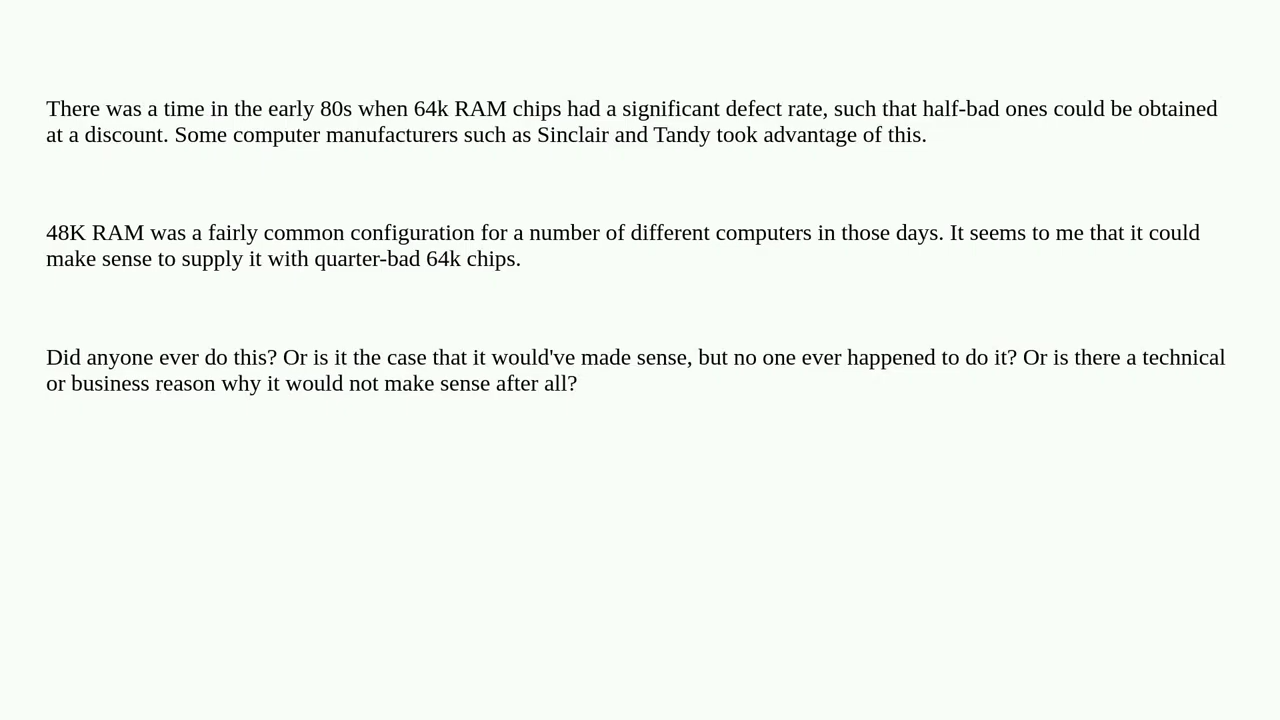 There was a time in the early 80s when 64k RAM chips had a significant defect rate, such that half-bad ones could be obtained
at a discount. Some computer manufacturers such as Sinclair and Tandy took advantage of this.
48K RAM was a fairly common configuration for a number of different computers in those days. It seems to me that it could
make sense to supply it with quarter-bad 64k chips.
Did anyone ever do this? Or is it the case that it would've made sense, but no one ever happened to do it? Or is there a technical
or business reason why it would not make sense after all?